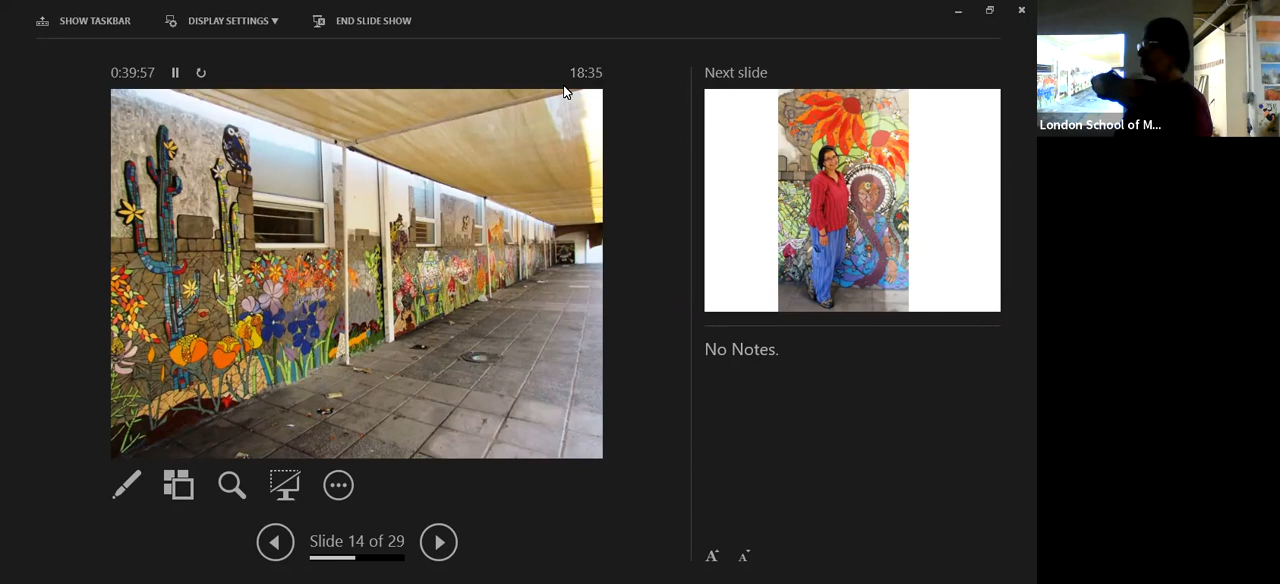 SHOW TASKBAR
DISPLAY SETTINGS ▼
END SLIDE SHOW
0:39:57
18:35
Next slide
London School of M...
No Notes.
Slide 14 of 29
A
A